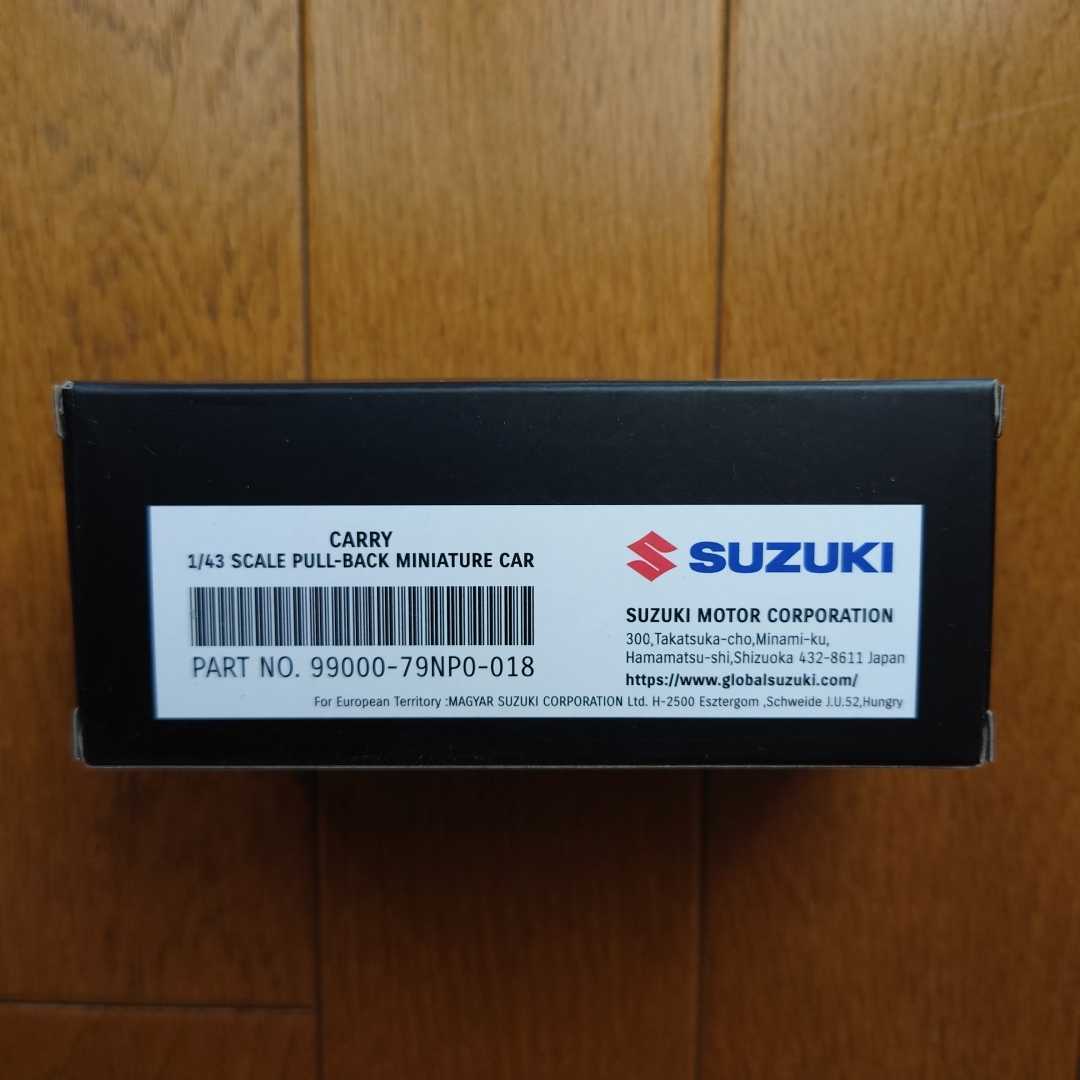 CARRY
1/43 SCALE PULL-BACK MINIATURE CAR
PART NO. 99000-79NP0-018
SUZUKI
SUZUKI MOTOR CORPORATION
300,Takatsuka-cho,Minami-ku,
Hamamatsu-shi,Shizuoka 432-8611 Japan
https://www.globalsuzuki.com/
For European Territory :MAGYAR SUZUKI CORPORATION Ltd. H-2500 Esztergom ,Schweide J.U.52,Hungry